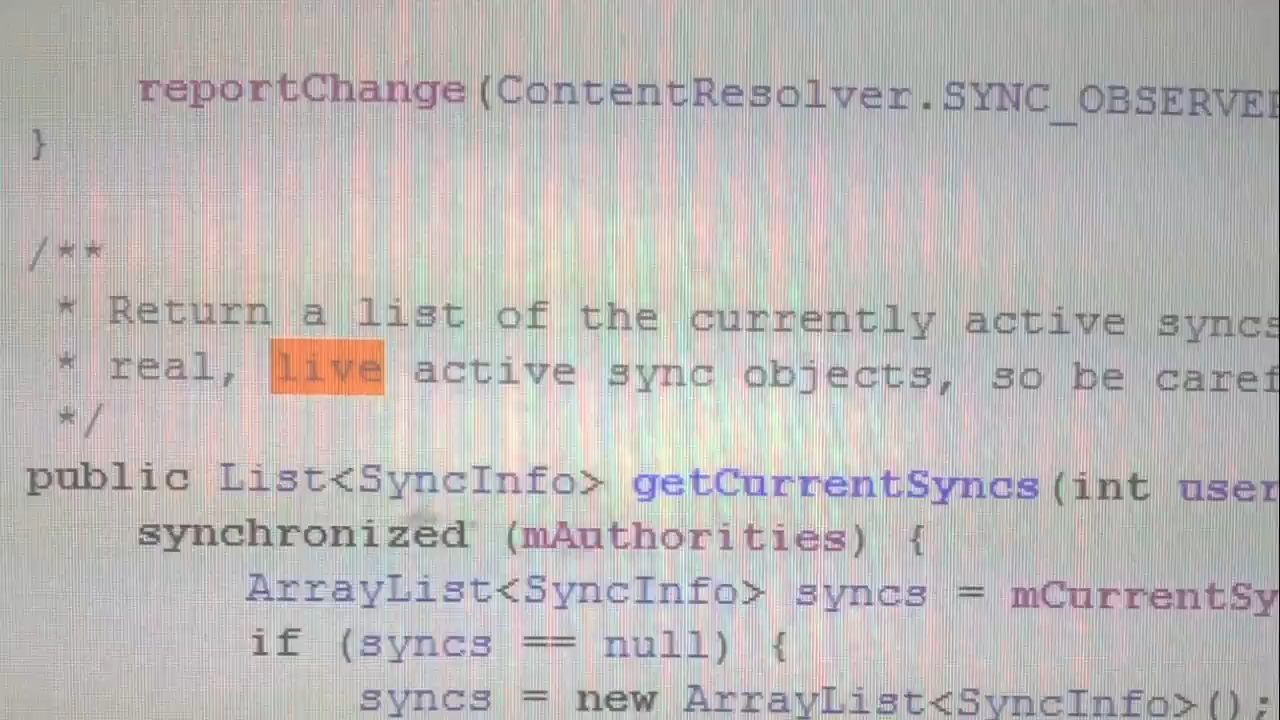 reportChange(ContentResolver.SYNC_OBSERVER
}
/**
* Return a list of the currently active syncs
* real, live active sync objects, so be caref
*/
public List<SyncInfo> getCurrentSyncs(int user
synchronized (mAuthorities) {
ArrayList<SyncInfo> syncs = mCurrentSy
if (syncs == null) {
syncs = new ArrayList<SyncInfo>();